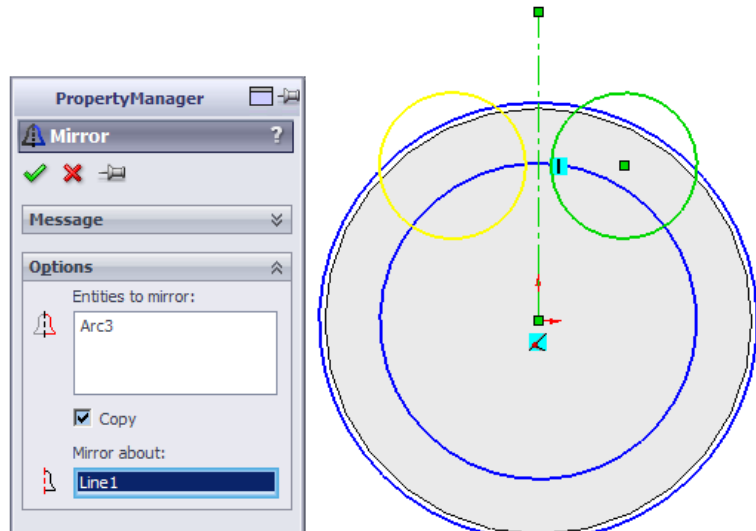 PropertyManager
Mirror ?
Message
Options
Entities to mirror:
Arc3
Copy
Mirror about:
Line1